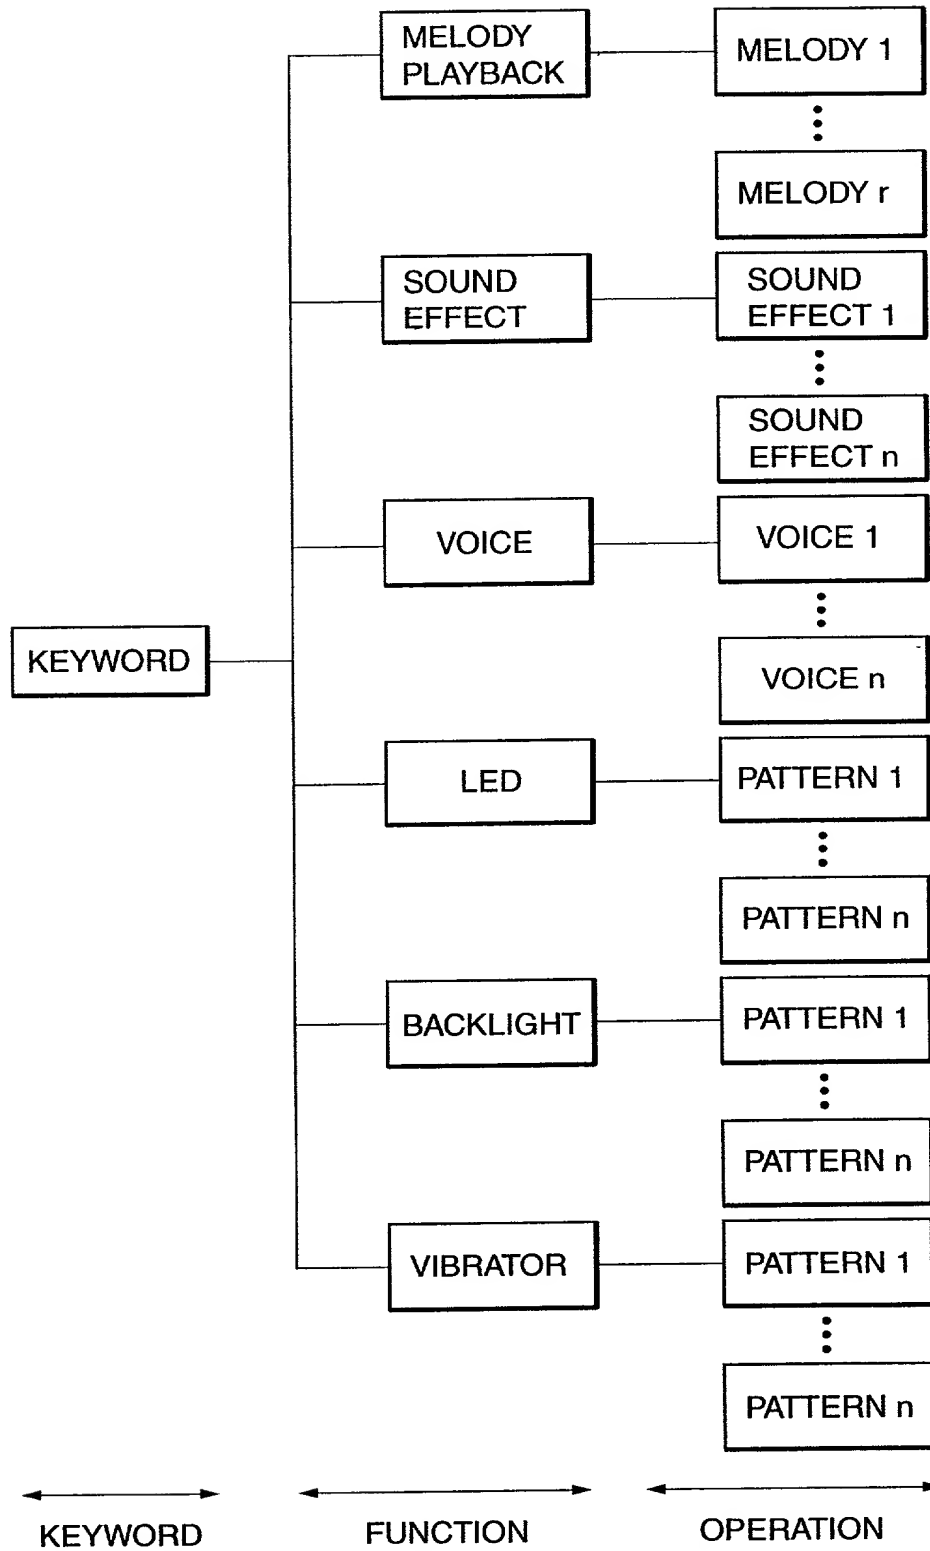 MELODY
PLAYBACK
MELODY 1
MELODY r
SOUND
EFFECT
SOUND
EFFECT 1
SOUND
EFFECT n
VOICE
VOICE 1
VOICE n
KEYWORD
LED
PATTERN 1
PATTERN n
BACKLIGHT
PATTERN 1
PATTERN n
VIBRATOR
PATTERN 1
PATTERN n
KEYWORD
FUNCTION
OPERATION